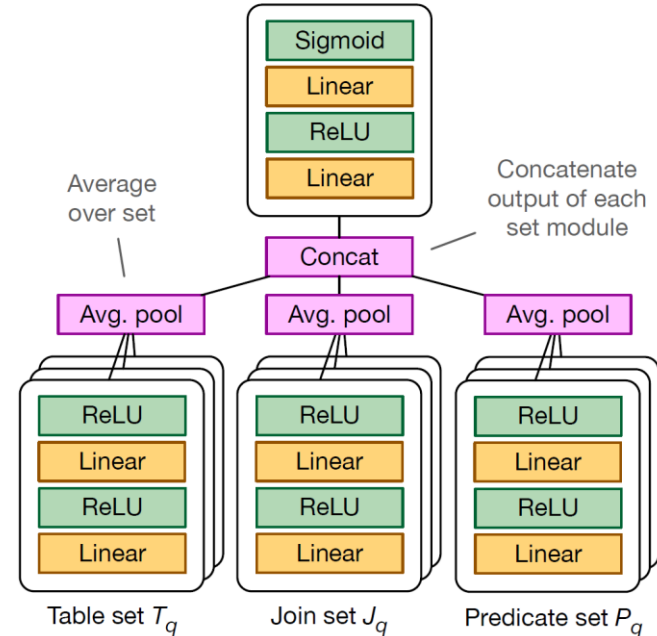 Sigmoid
Linear
ReLU
Linear
Average
over set
Concatenate
output of each
set module
Concat
Avg. pool
Avg. pool
Avg. pool
ReLU
Linear
ReLU
Linear
ReLU
Linear
ReLU
Linear
ReLU
Linear
ReLU
Linear
Table set T_q
Join set J_q
Predicate set P_q